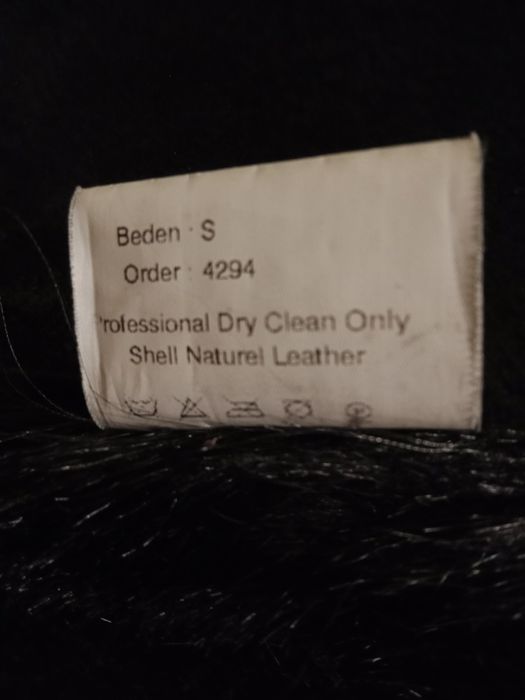 Beden : S
Order : 4294
Professional Dry Clean Only
Shell Naturel Leather